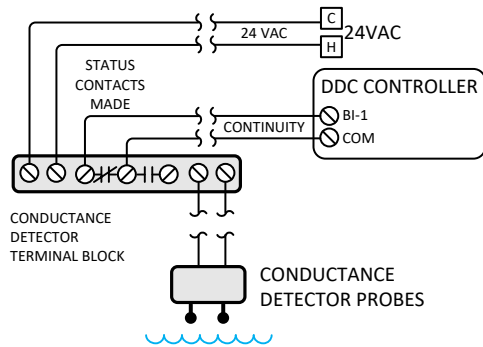 C
24 VAC
24VAC
H
STATUS
CONTACTS
MADE
DDC CONTROLLER
BI-1
CONTINUITY
COM
CONDUCTANCE
DETECTOR
TERMINAL BLOCK
CONDUCTANCE
DETECTOR PROBES